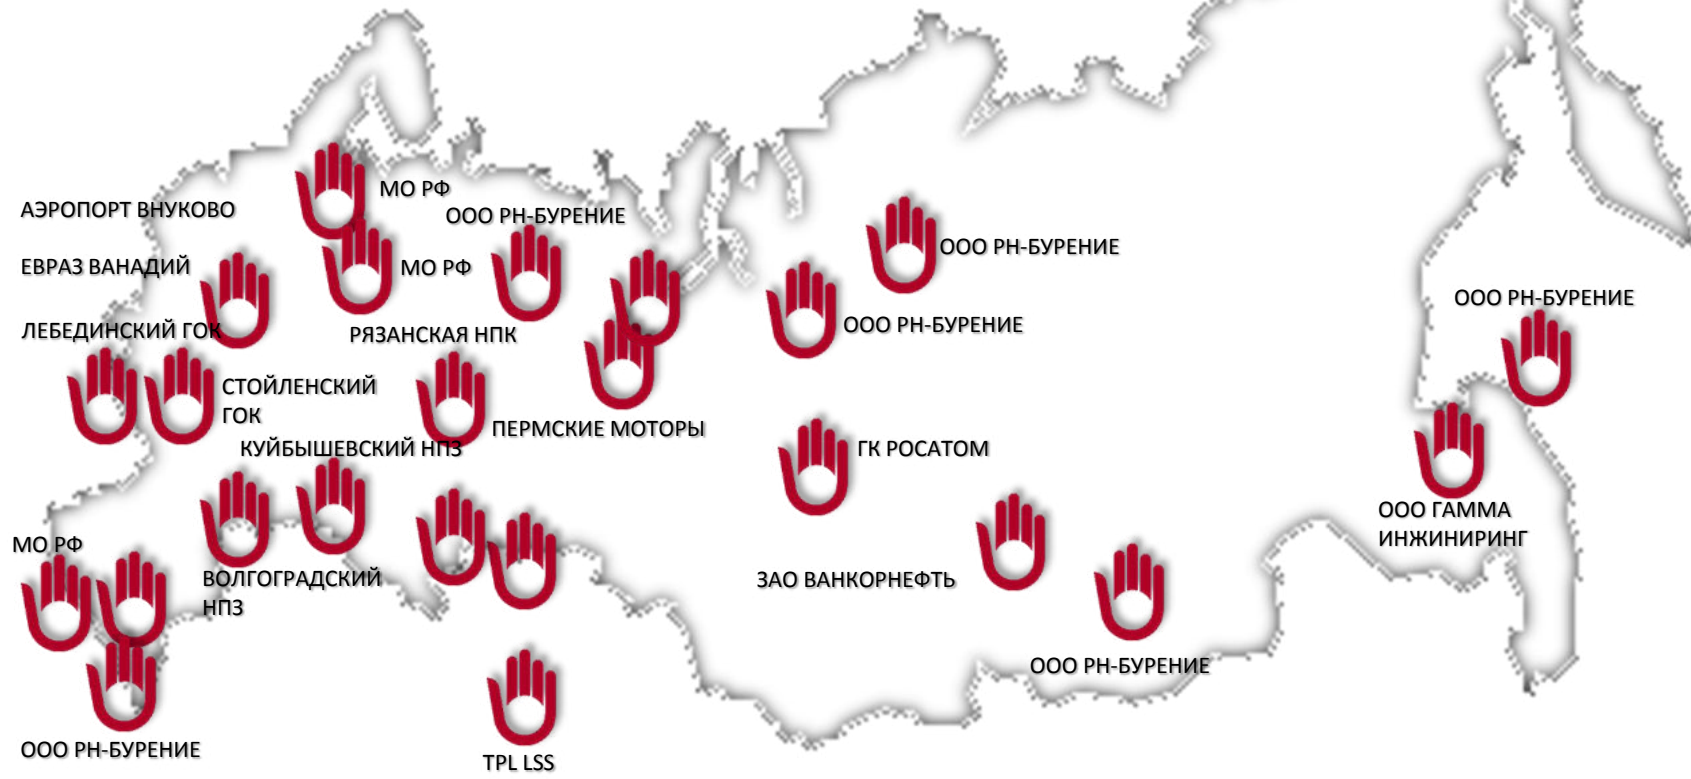 МО РФ
АЭРОПОРТ ВНУКОВО
ООО РН-БУРЕНИЕ
ООО РН-БУРЕНИЕ
ЕВРАЗ ВАНАДИЙ
МО РФ
ООО РН-БУРЕНИЕ
ЛЕБЕДИНСКИЙ ГОК
РЯЗАНСКАЯ НПК
ООО РН-БУРЕНИЕ
СТОЙЛЕНСКИЙ
ГОК
ПЕРМСКИЕ МОТОРЫ
КУЙБЫШЕВСКИЙ НПЗ
ГК РОСАТОМ
ООО ГАММА
ИНЖИНИРИНГ
МО РФ
ВОЛГОГРАДСКИЙ
НПЗ
ЗАО ВАНКОРНЕФТЬ
ООО РН-БУРЕНИЕ
ООО РН-БУРЕНИЕ
TPL LSS